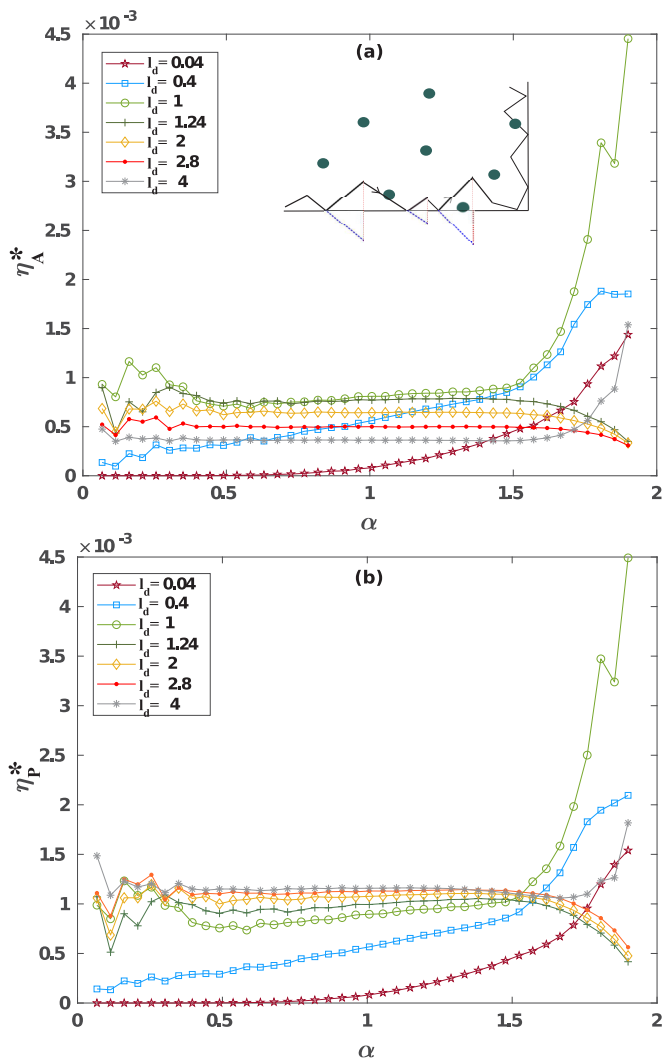 ×10⁻³
(a)
4.5
4
3.5
3
2.5
2
1.5
1
0.5
0
η*A
l_d= 0.04
l_d= 0.4
l_d= 1
l_d= 1.24
l_d= 2
l_d= 2.8
l_d= 4
0 0.5 1 1.5 2
α
×10⁻³
(b)
4.5
4
3.5
3
2.5
2
1.5
1
0.5
0
η*P
l_d= 0.04
l_d= 0.4
l_d= 1
l_d= 1.24
l_d= 2
l_d= 2.8
l_d= 4
0 0.5 1 1.5 2
α